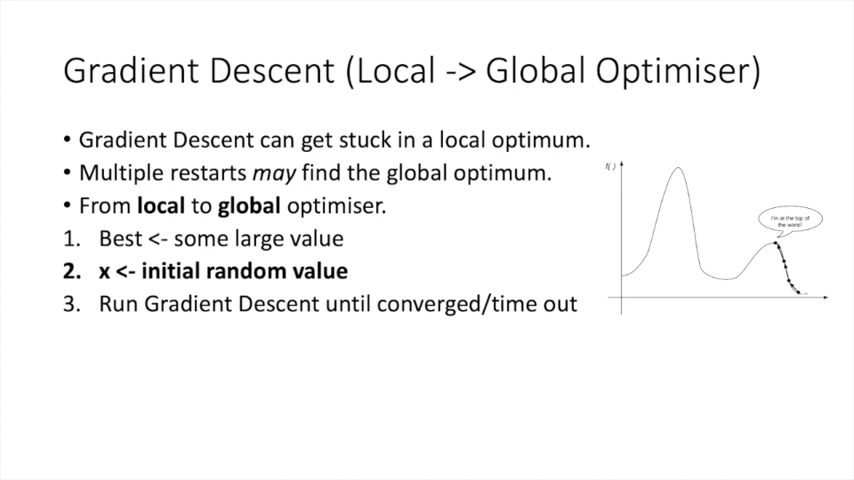 Gradient Descent (Local -> Global Optimiser)
• Gradient Descent can get stuck in a local optimum.
• Multiple restarts may find the global optimum.
• From local to global optimiser.
1. Best <- some large value
2. x <- initial random value
3. Run Gradient Descent until converged/time out
f( )
I'm at the top of
the world!